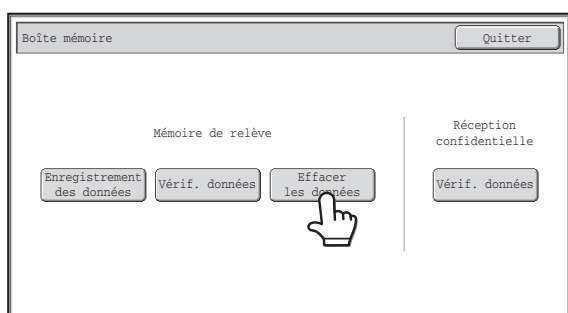 Boîte mémoire
Quitter
Mémoire de relève
Réception
confidentielle
Enregistrement
des données
Vérif. données
Effacer
les données
Vérif. données